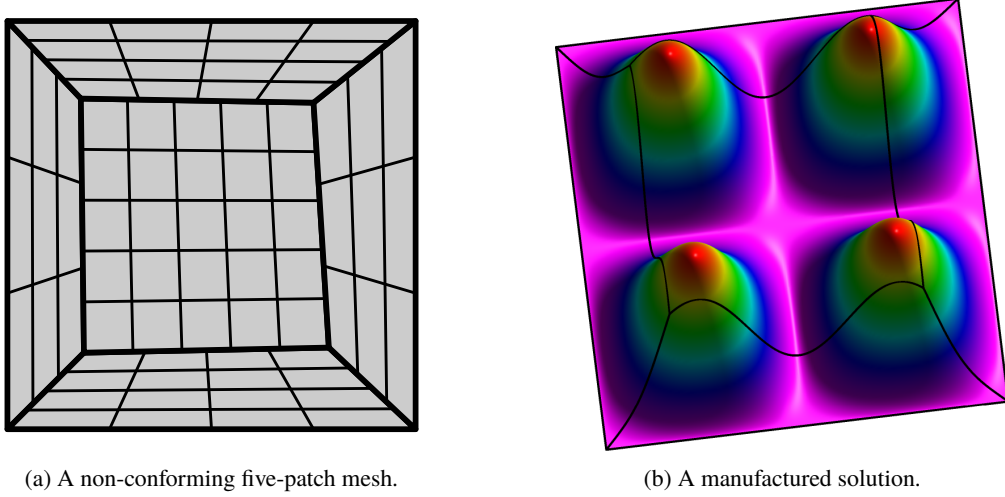 (a) A non-conforming five-patch mesh.
(b) A manufactured solution.